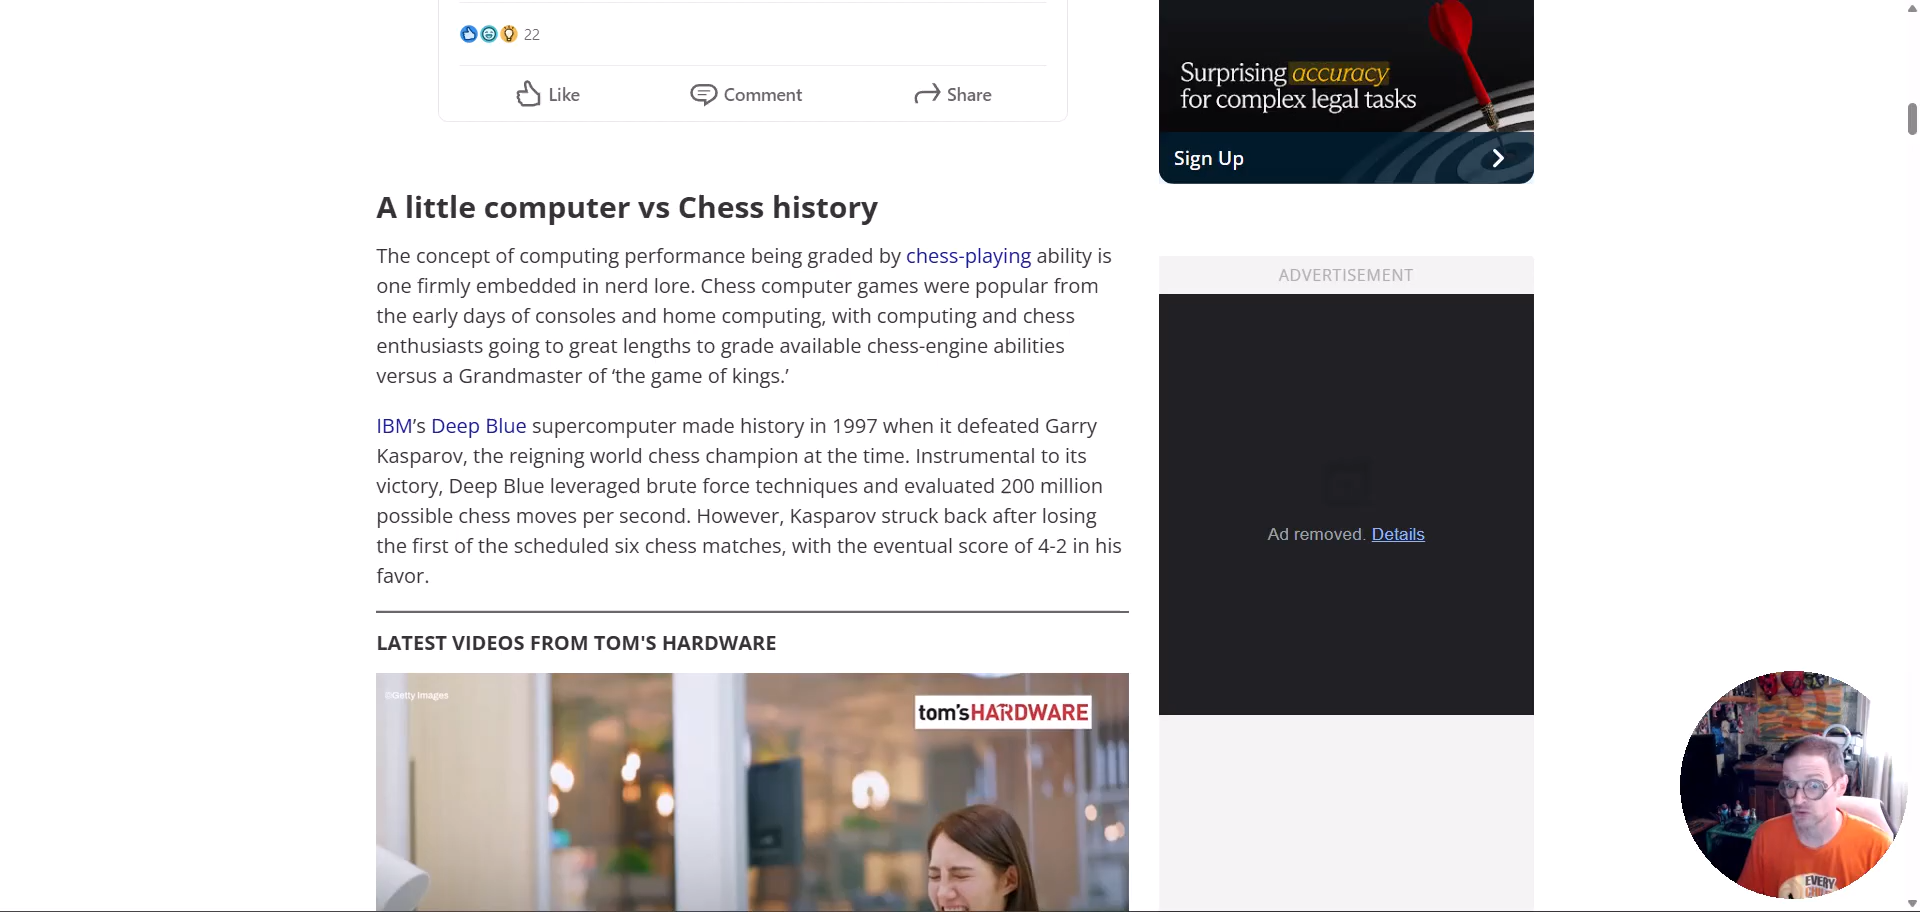 22
Like
Comment
Share
Surprising accuracy
for complex legal tasks
Sign Up
A little computer vs Chess history
The concept of computing performance being graded by chess-playing ability is
one firmly embedded in nerd lore. Chess computer games were popular from
the early days of consoles and home computing, with computing and chess
enthusiasts going to great lengths to grade available chess-engine abilities
versus a Grandmaster of ‘the game of kings.’
IBM’s Deep Blue supercomputer made history in 1997 when it defeated Garry
Kasparov, the reigning world chess champion at the time. Instrumental to its
victory, Deep Blue leveraged brute force techniques and evaluated 200 million
possible chess moves per second. However, Kasparov struck back after losing
the first of the scheduled six chess matches, with the eventual score of 4-2 in his
favor.
ADVERTISEMENT
Ad removed. Details
LATEST VIDEOS FROM TOM'S HARDWARE
©Getty Images
tom'sHARDWARE
EVERY